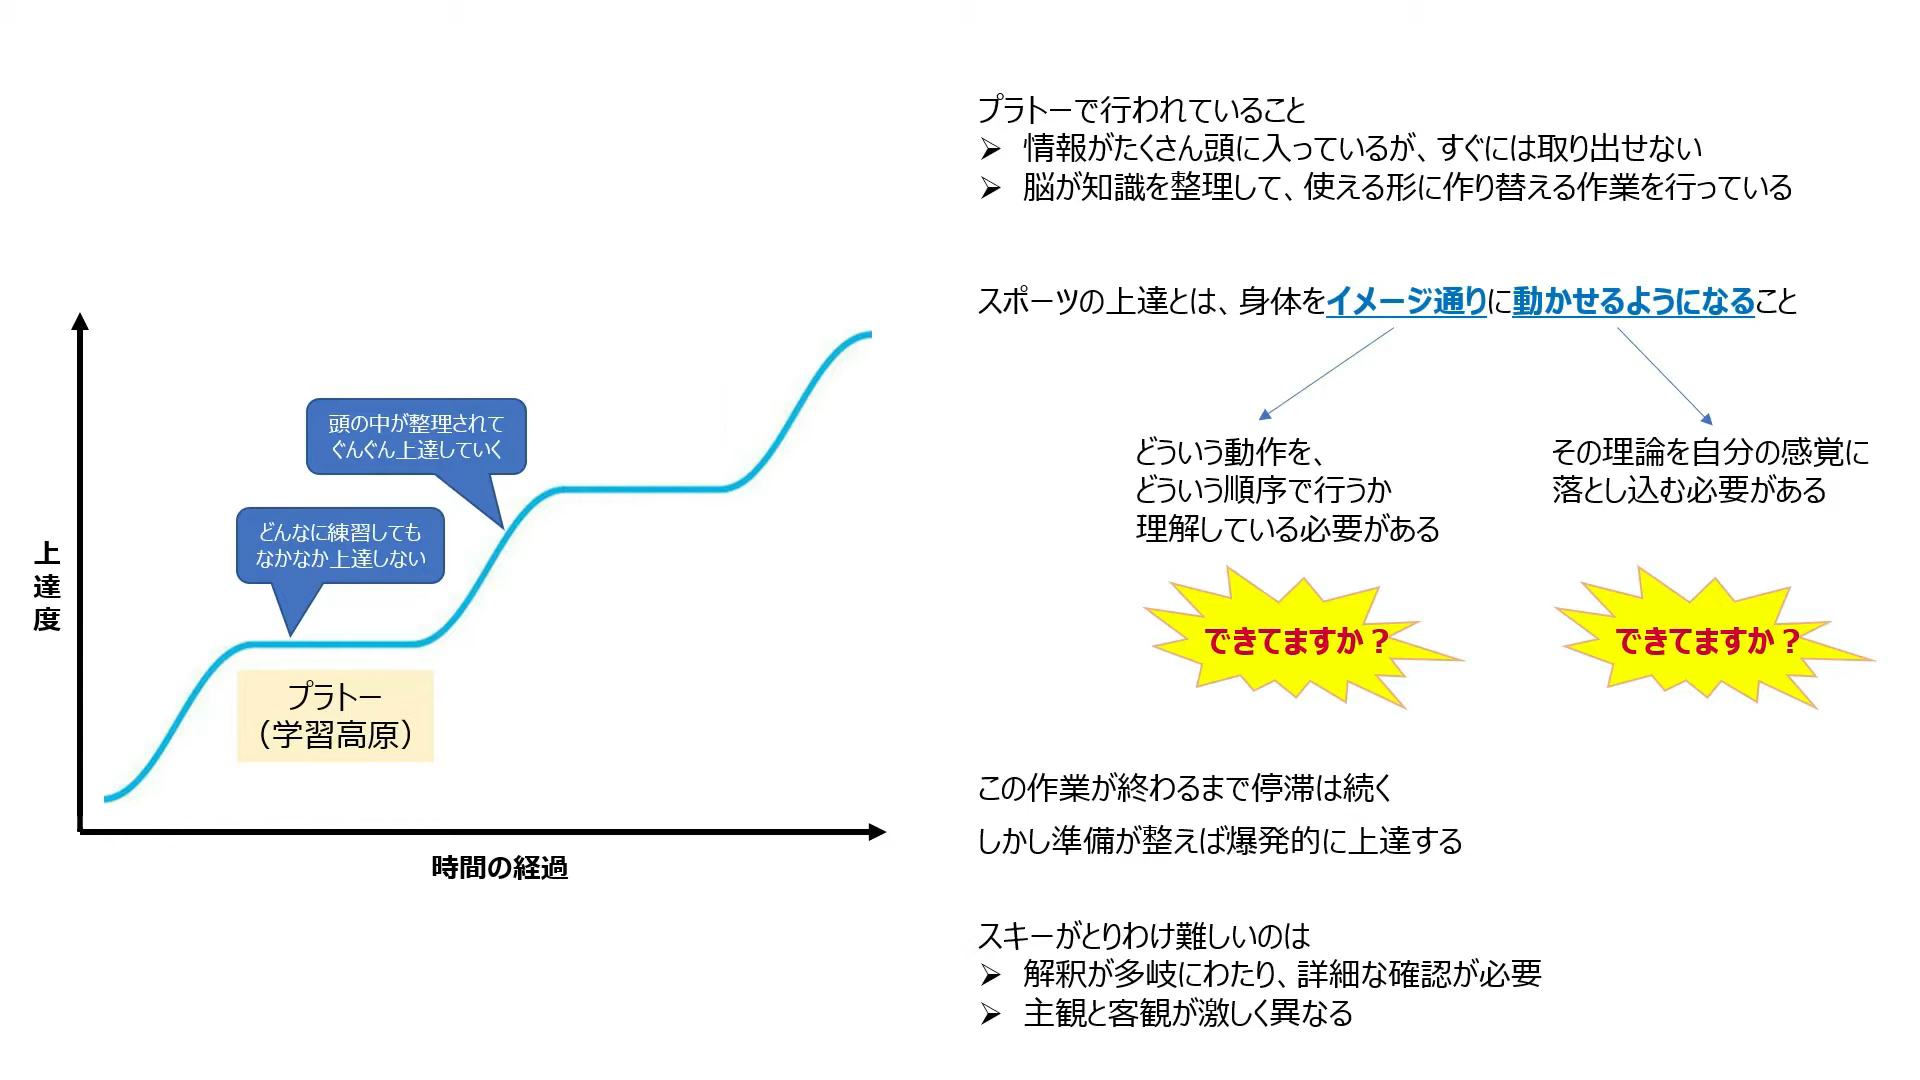 上達度
頭の中が整理されて
ぐんぐん上達していく
どんなに練習しても
なかなか上達しない
プラトー
（学習高原）
時間の経過
プラトーで行われていること
➢ 情報がたくさん頭に入っているが、すぐには取り出せない
➢ 脳が知識を整理して、使える形に作り替える作業を行っている
スポーツの上達とは、身体をイメージ通りに動かせるようになること
どういう動作を、
どういう順序で行うか
理解している必要がある
できてますか？
その理論を自分の感覚に
落とし込む必要がある
できてますか？
この作業が終わるまで停滞は続く
しかし準備が整えば爆発的に上達する
スキーがとりわけ難しいのは
➢ 解釈が多岐にわたり、詳細な確認が必要
➢ 主観と客観が激しく異なる